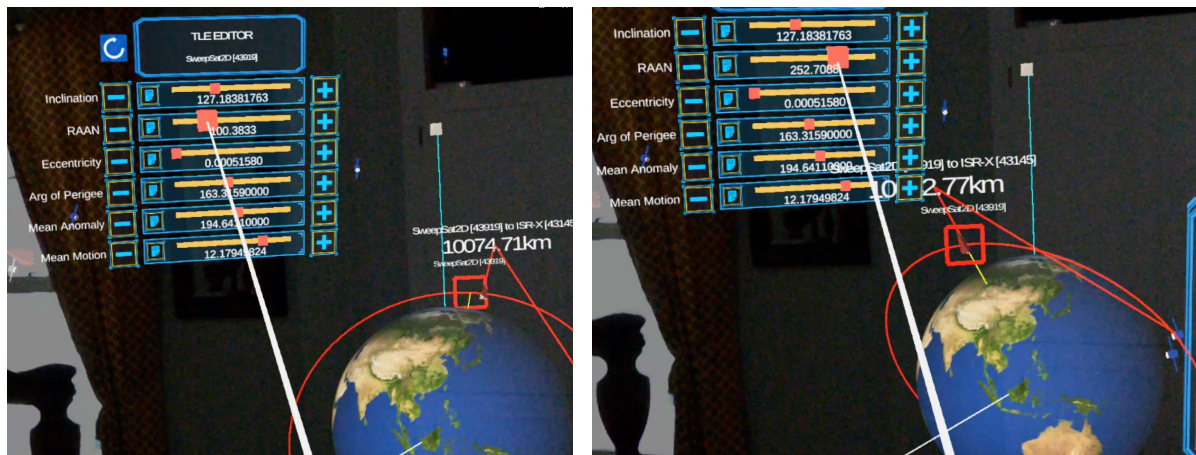 TLE EDITOR
SweepSat2D [43919]
Inclination
127.18381763
RAAN
100.3833
Eccentricity
0.00051580
Arg of Perigee
163.31590000
Mean Anomaly
194.64110000
Mean Motion
12.17949824
SweepSat2D [43919] to ISR-X [43145
10074.71km
SweepSat2D [43919]
Inclination
127.18381763
RAAN
252.7088
Eccentricity
0.00051580
Arg of Perigee
163.31590000
Mean Anomaly
194.64110000
919] to ISR-X [43145]
Mean Motion
12.17949824
2.77km
SweepSat2D [43919]